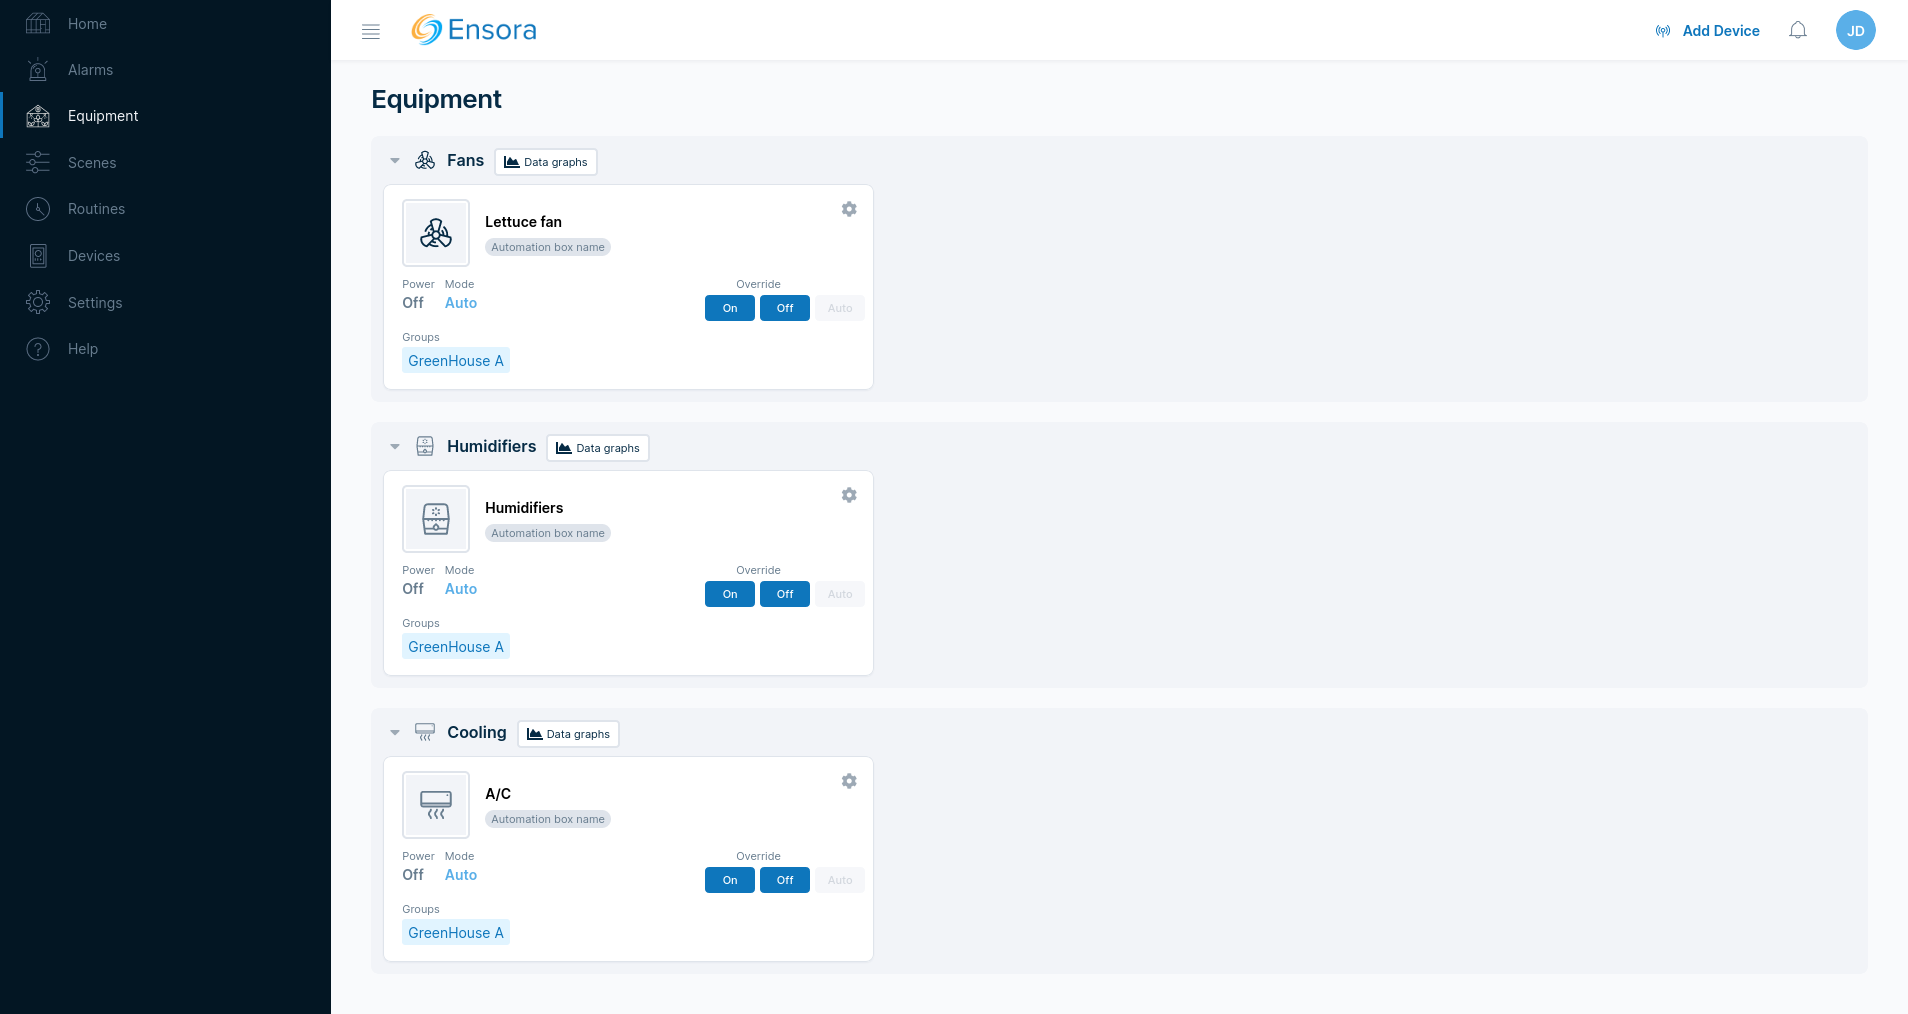 Home
Alarms
Equipment
Scenes
Routines
Devices
Settings
Help
Ensora
Add Device
JD
Equipment
Fans Data graphs
Lettuce fan
Automation box name
Power Mode Override
Off Auto On Off Auto
Groups
GreenHouse A
Humidifiers Data graphs
Humidifiers
Automation box name
Power Mode Override
Off Auto On Off Auto
Groups
GreenHouse A
Cooling Data graphs
A/C
Automation box name
Power Mode Override
Off Auto On Off Auto
Groups
GreenHouse A